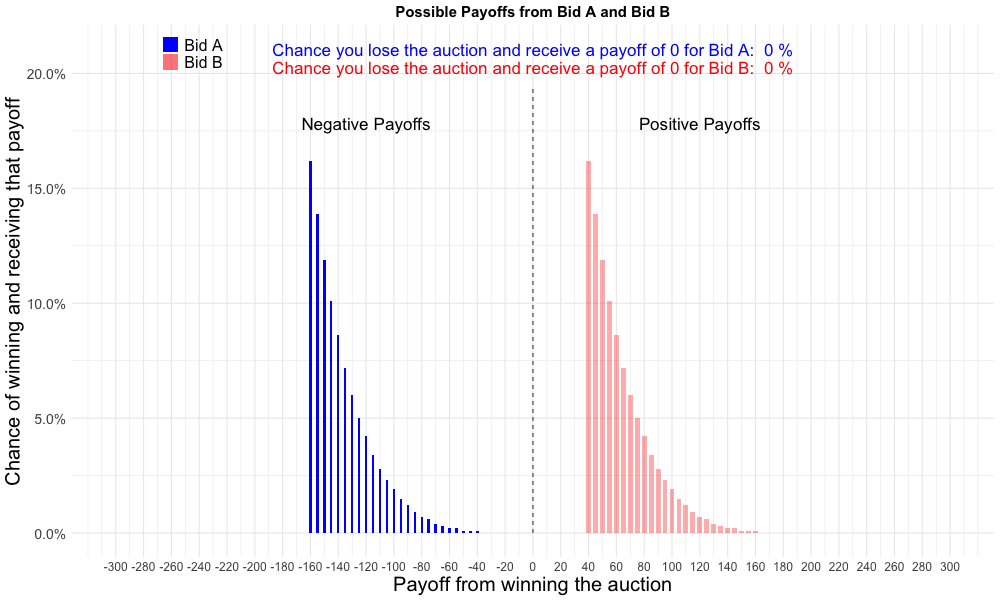 Possible Payoffs from Bid A and Bid B
Bid A
Bid B
Chance you lose the auction and receive a payoff of 0 for Bid A:  0 %
Chance you lose the auction and receive a payoff of 0 for Bid B:  0 %
Negative Payoffs
Positive Payoffs
Chance of winning and receiving that payoff
20.0%
15.0%
10.0%
5.0%
0.0%
-300 -280 -260 -240 -220 -200 -180 -160 -140 -120 -100 -80 -60 -40 -20 0 20 40 60 80 100 120 140 160 180 200 220 240 260 280 300
Payoff from winning the auction